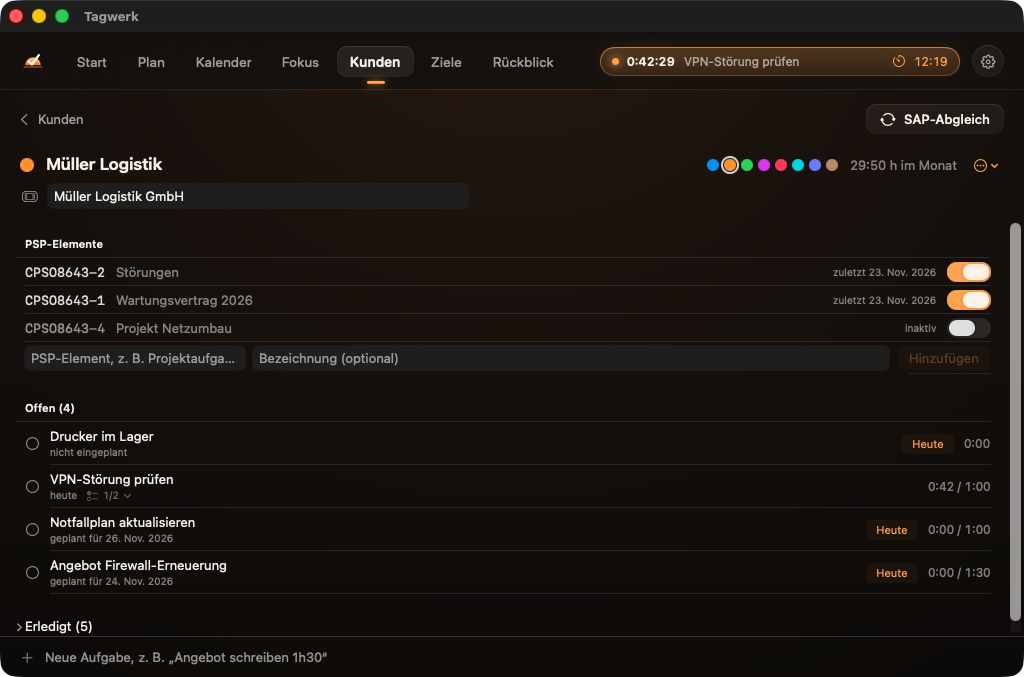 Tagwerk
Start Plan Kalender Fokus Kunden Ziele Rückblick 0:42:29 VPN-Störung prüfen 12:19
Kunden SAP-Abgleich
Müller Logistik 29:50 h im Monat
Müller Logistik GmbH
PSP-Elemente
CPS08643-2 Störungen zuletzt 23. Nov. 2026
CPS08643-1 Wartungsvertrag 2026 zuletzt 23. Nov. 2026
CPS08643-4 Projekt Netzumbau inaktiv
PSP-Element, z. B. Projektaufga... Bezeichnung (optional) Hinzufügen
Offen (4)
Drucker im Lager Heute 0:00
nicht eingeplant
VPN-Störung prüfen 0:42 / 1:00
heute 1/2
Notfallplan aktualisieren Heute 0:00 / 1:00
geplant für 26. Nov. 2026
Angebot Firewall-Erneuerung Heute 0:00 / 1:30
geplant für 24. Nov. 2026
Erledigt (5)
Neue Aufgabe, z. B. „Angebot schreiben 1h30“